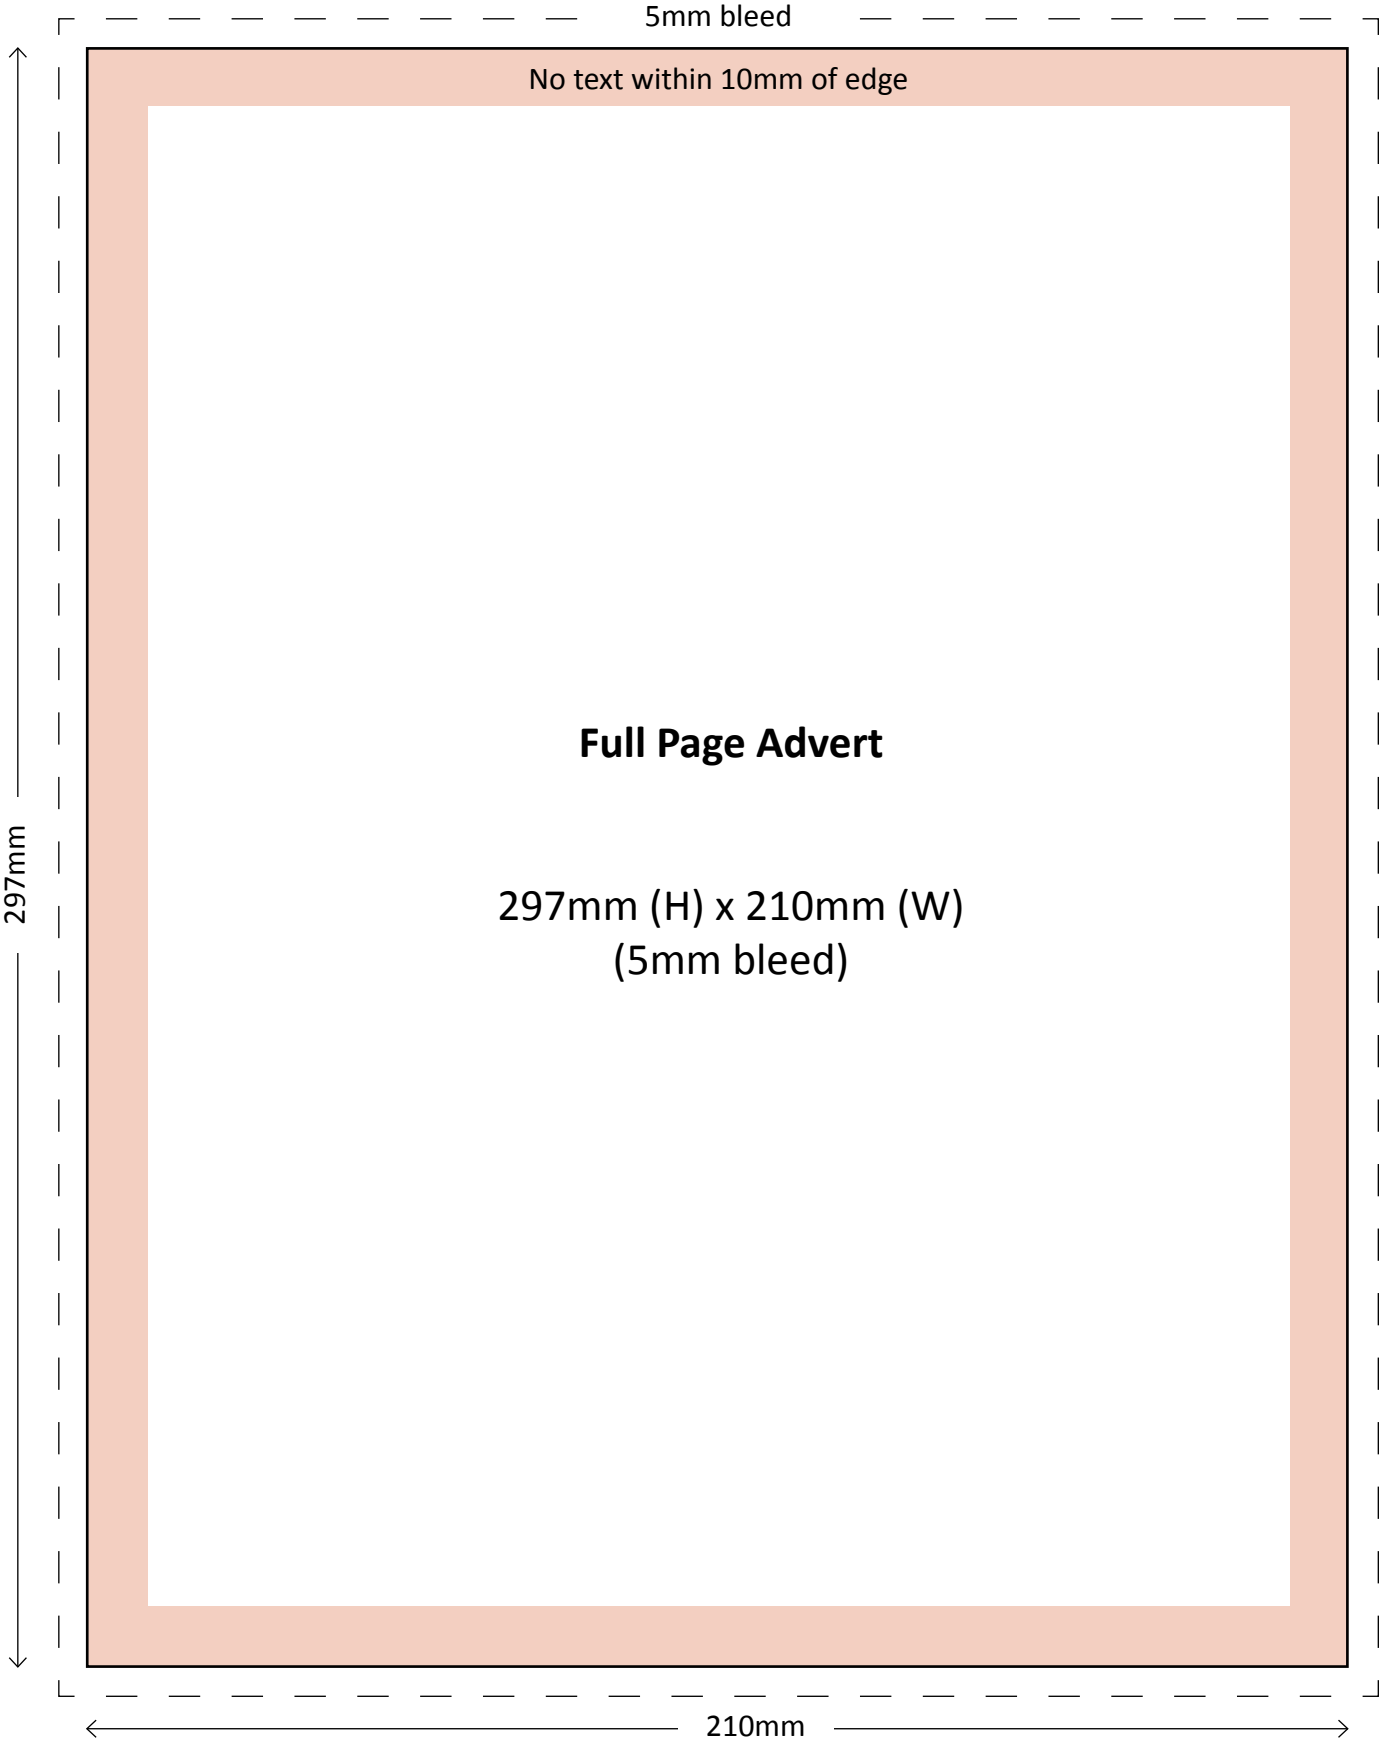 5mm bleed
No text within 10mm of edge
Full Page Advert
297mm
297mm (H) x 210mm (W)
(5mm bleed)
210mm